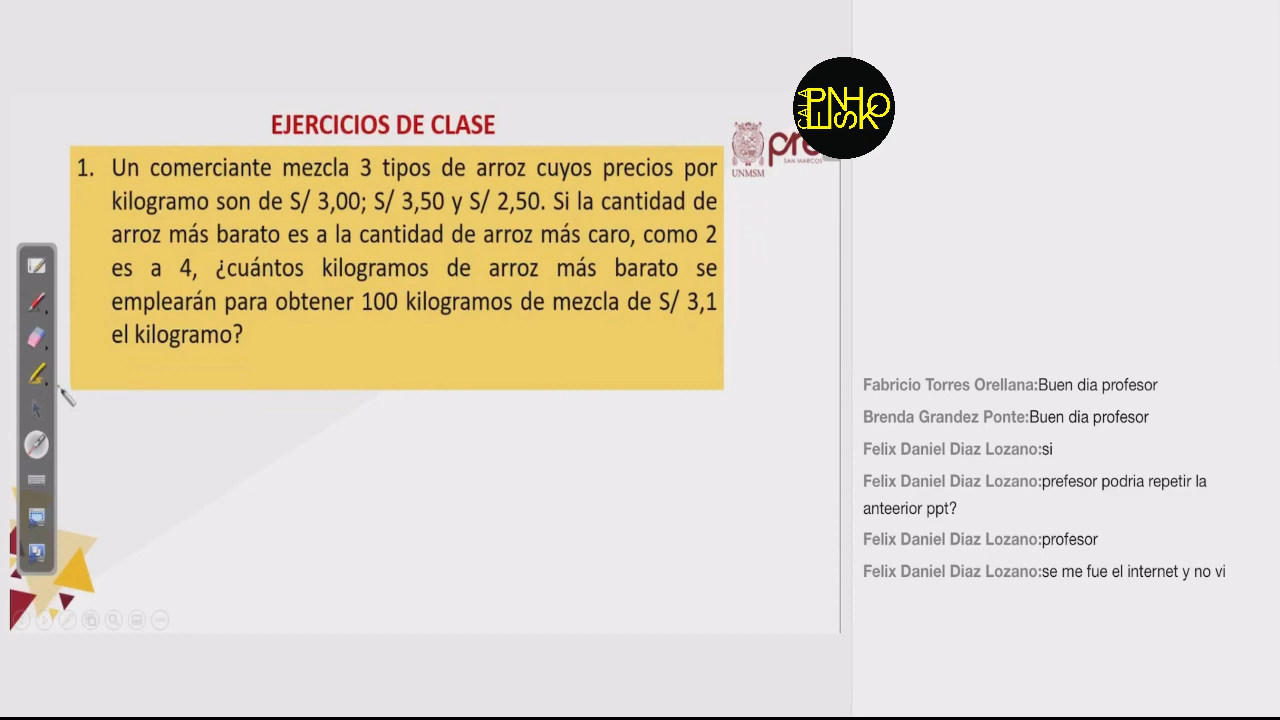 EJERCICIOS DE CLASE
1. Un comerciante mezcla 3 tipos de arroz cuyos precios por
kilogramo son de S/ 3,00; S/ 3,50 y S/ 2,50. Si la cantidad de
arroz más barato es a la cantidad de arroz más caro, como 2
es a 4, ¿cuántos kilogramos de arroz más barato se
emplearán para obtener 100 kilogramos de mezcla de S/ 3,1
el kilogramo?
UNMSM
SAN MARCOS
Fabricio Torres Orellana:Buen dia profesor
Brenda Grandez Ponte:Buen dia profesor
Felix Daniel Diaz Lozano:si
Felix Daniel Diaz Lozano:prefesor podria repetir la
anteerior ppt?
Felix Daniel Diaz Lozano:profesor
Felix Daniel Diaz Lozano:se me fue el internet y no vi